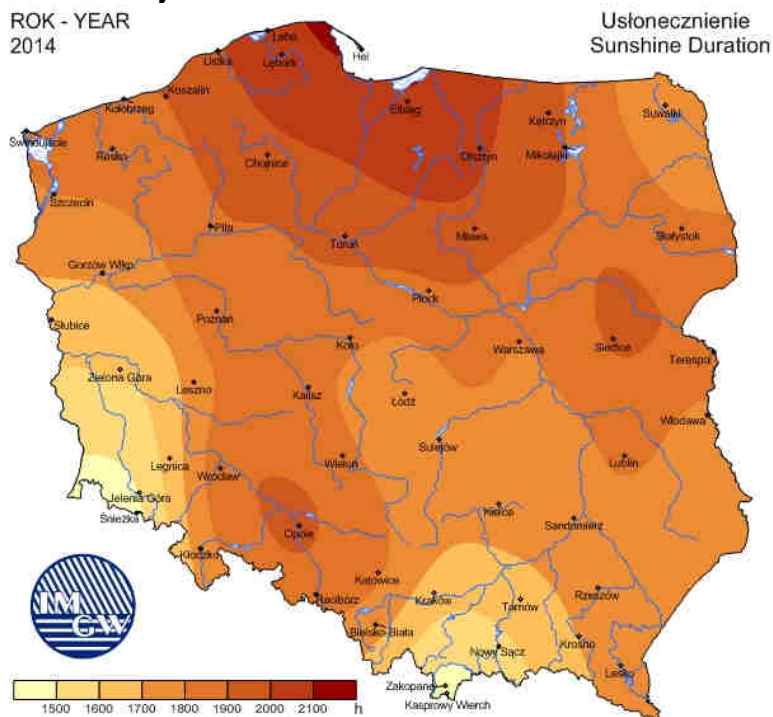 ROK - YEAR
2014
Usłonecznienie
Sunshine Duration
Łeba
Hel
Ustka
Lębork
Koszalin
Kołobrzeg
Elbląg
Kętrzyn
Suwałki
Świnoujście
Resko
Chojnice
Olsztyn
Mikołajki
Szczecin
Piła
Toruń
Mława
Białystok
Gorzów Wlkp.
Płock
Słubice
Poznań
Koło
Warszawa
Siedlce
Terespol
Zielona Góra
Leszno
Kalisz
Łódź
Włodawa
Sulejów
Legnica
Wrocław
Wieluń
Lublin
Jelenia Góra
Śnieżka
Opole
Kielce
Sandomierz
Kłodzko
Katowice
Racibórz
Kraków
Tarnów
Rzeszów
Bielsko-Biała
Nowy Sącz
Krosno
Lesko
Zakopane
Kasprowy Wierch
IM
GW
1500 1600 1700 1800 1900 2000 2100 h